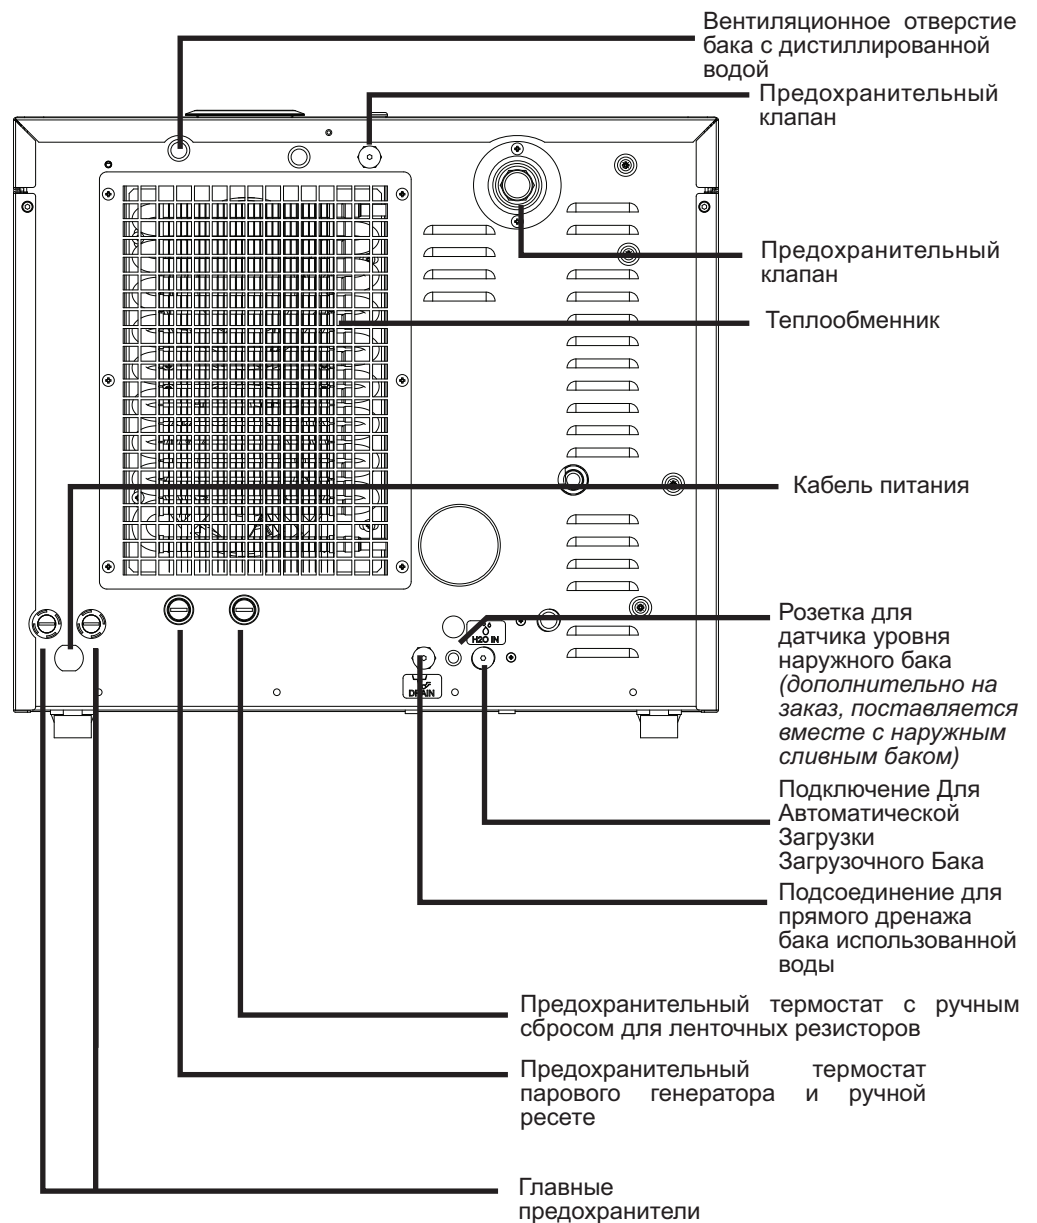 Вентиляционное отверстие
бака с дистиллированной
водой
Предохранительный
клапан
Предохранительный
клапан
Теплообменник
Кабель питания
Розетка для
датчика уровня
наружного бака
(дополнительно на
заказ, поставляется
вместе с наружным
сливным баком)
H2O IN
DRAIN
Подключение Для
Автоматической
Загрузки
Загрузочного Бака
Подсоединение для
прямого дренажа
бака использованной
воды
Предохранительный термостат с ручным
сбросом для ленточных резисторов
Предохранительный термостат
парового генератора и ручной
ресете
Главные
предохранители